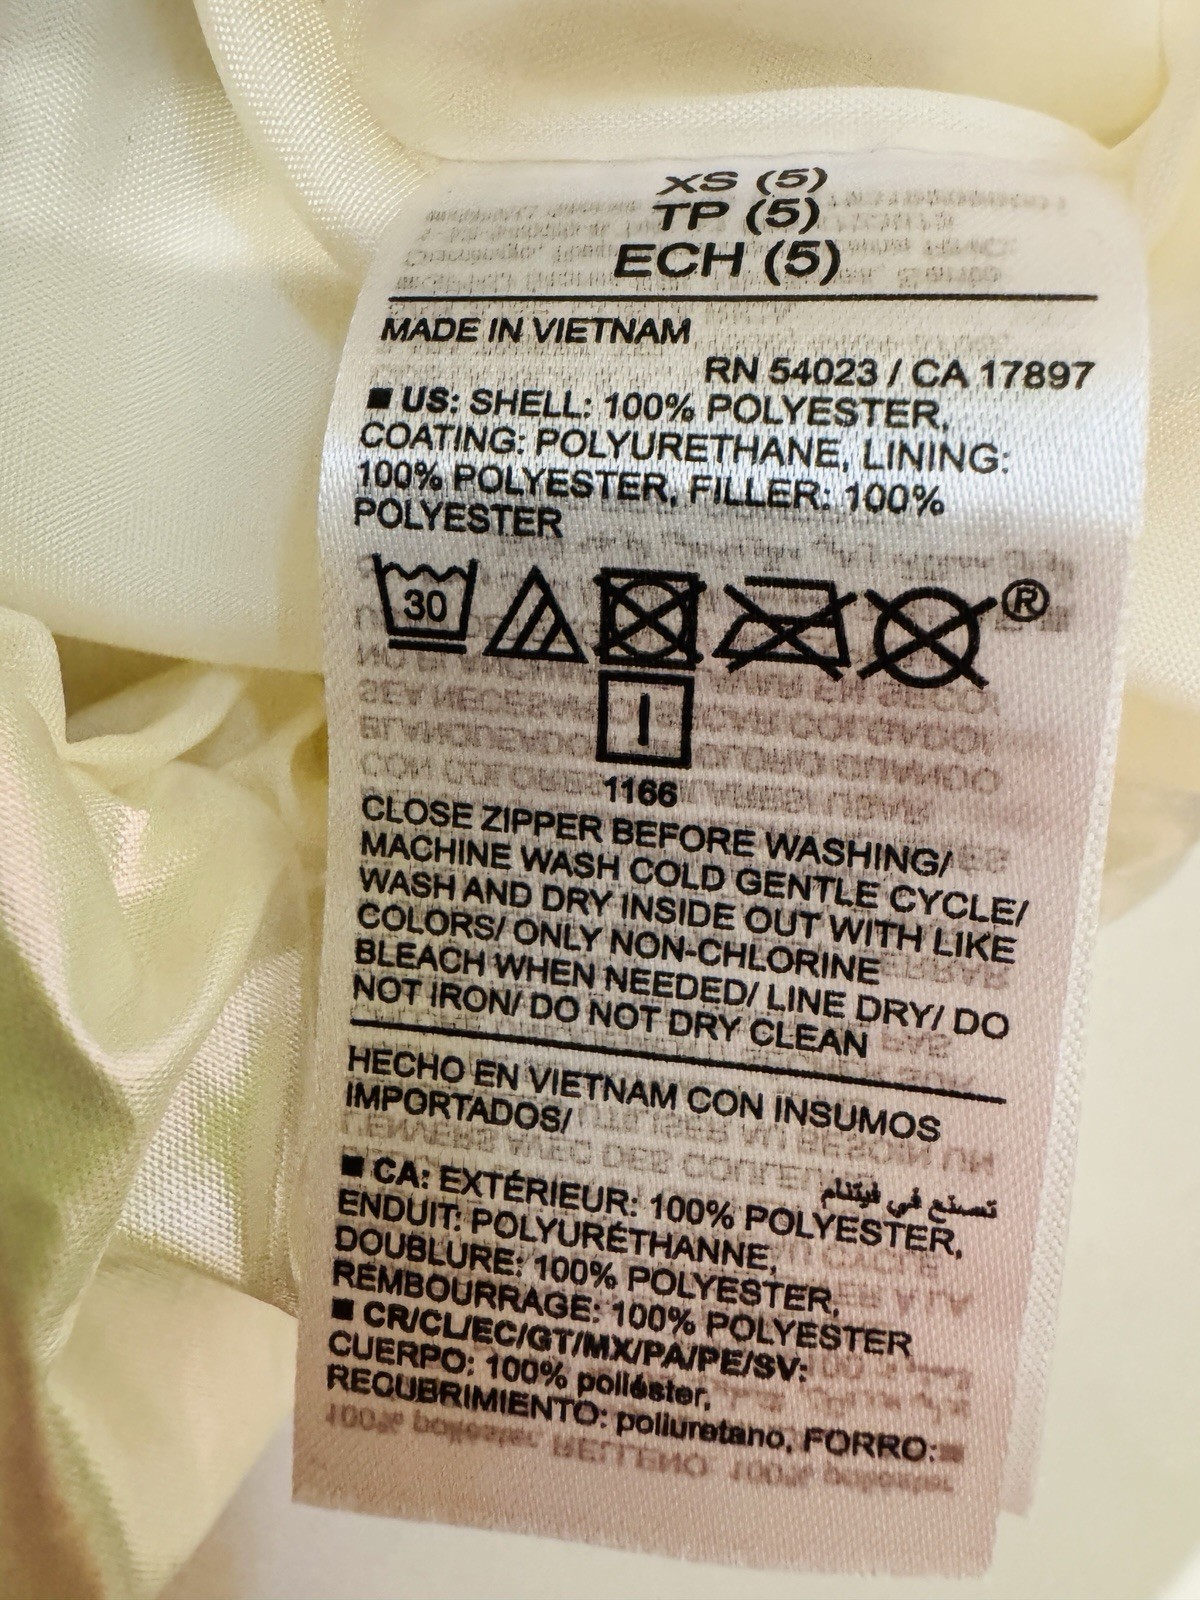 XS (5)
TP (5)
ECH (5)
MADE IN VIETNAM
RN 54023 / CA 17897
■ US: SHELL: 100% POLYESTER,
COATING: POLYURETHANE, LINING:
100% POLYESTER, FILLER: 100%
POLYESTER
30
®
1166
CLOSE ZIPPER BEFORE WASHING/
MACHINE WASH COLD GENTLE CYCLE/
WASH AND DRY INSIDE OUT WITH LIKE
COLORS/ ONLY NON-CHLORINE
BLEACH WHEN NEEDED/ LINE DRY/ DO
NOT IRON/ DO NOT DRY CLEAN
HECHO EN VIETNAM CON INSUMOS
IMPORTADOS/
تصنع في فيتنام
■ CA: EXTÉRIEUR: 100% POLYESTER,
ENDUIT: POLYURÉTHANNE,
DOUBLURE: 100% POLYESTER,
REMBOURRAGE: 100% POLYESTER
■ CR/CL/EC/GT/MX/PA/PE/SV:
CUERPO: 100% poliéster,
RECUBRIMIENTO: poliuretano, FORRO: